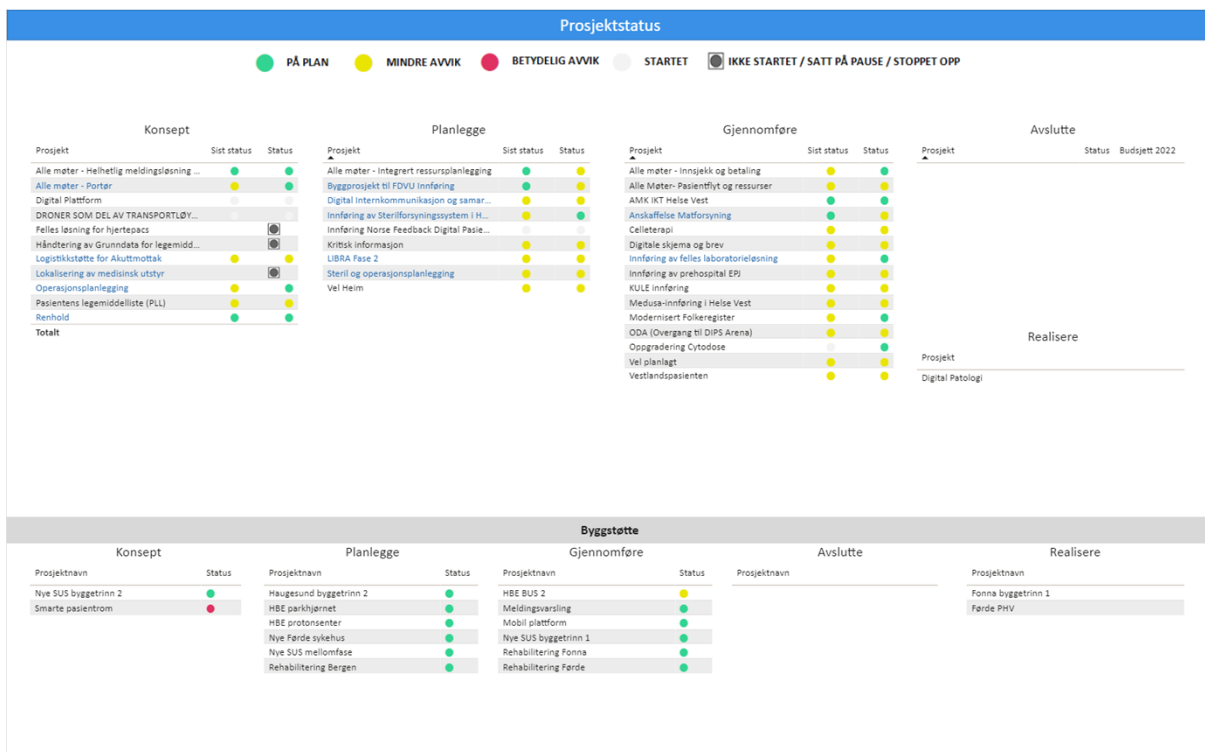 Prosjektstatus
PÅ PLAN MINDRE AVVIK BETYDELIG AVVIK STARTET IKKE STARTET / SATT PÅ PAUSE / STOPPET OPP
Konsept
Prosjekt Sist status Status
Alle møter - Helhetlig meldingsløsning ...
Alle møter - Portør
Digital Plattform
DRONER SOM DEL AV TRANSPORTLØY...
Felles løsning for hjertepacs
Håndtering av Grunndata for legemidd...
Logistikkstøtte for Akuttmottak
Lokalisering av medisinsk utstyr
Operasjonsplanlegging
Pasientens legemiddelliste (PLL)
Renhold
Totalt
Planlegge
Prosjekt Sist status Status
Alle møter - Integrert ressursplanlegging
Byggprosjekt til FDVU Innføring
Digital Internkommunikasjon og samar...
Innføring av Sterilforsyningssystem i H...
Innføring Norse Feedback Digital Pasie...
Kritisk informasjon
LIBRA Fase 2
Steril og operasjonsplanlegging
Vel Heim
Gjennomføre
Prosjekt Sist status Status
Alle møter - Innsjekk og betaling
Alle Møter- Pasientflyt og ressurser
AMK IKT Helse Vest
Anskaffelse Matforsyning
Celleterapi
Digitale skjema og brev
Innføring av felles laboratorieløsning
Innføring av prehospital EPJ
KULE innføring
Medusa-innføring i Helse Vest
Modernisert Folkeregister
ODA (Overgang til DIPS Arena)
Oppgradering Cytodose
Vel planlagt
Vestlandspasienten
Avslutte
Prosjekt Status Budsjett 2022
Realisere
Prosjekt
Digital Patologi
Byggstøtte
Konsept
Prosjektnavn Status
Nye SUS byggetrinn 2
Smarte pasientrom
Planlegge
Prosjektnavn Status
Haugesund byggetrinn 2
HBE parkhjørnet
HBE protonsenter
Nye Førde sykehus
Nye SUS mellomfase
Rehabilitering Bergen
Gjennomføre
Prosjektnavn Status
HBE BUS 2
Meldingsvarsling
Mobil plattform
Nye SUS byggetrinn 1
Rehabilitering Fonna
Rehabilitering Førde
Avslutte
Prosjektnavn
Realisere
Prosjektnavn
Fonna byggetrinn 1
Førde PHV